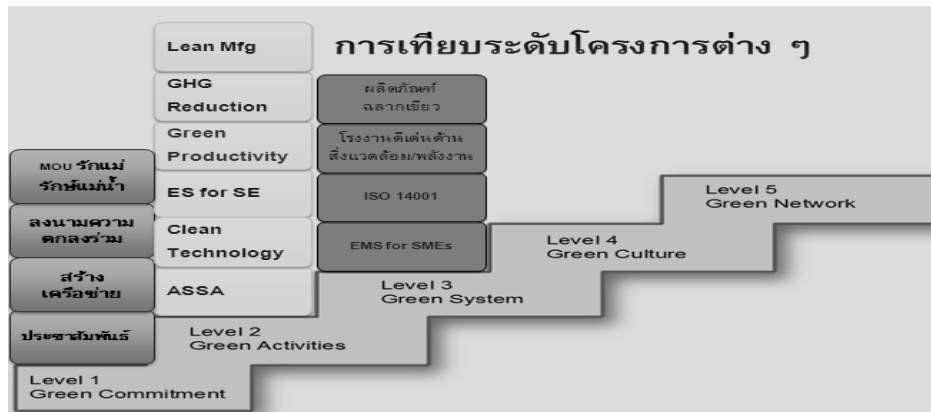 การเทียบระดับโครงการต่าง ๆ
MOU รักแม่
รักษ์แม่น้ำ
ลงนามความ
ตกลงร่วม
สร้าง
เครือข่าย
ประชาสัมพันธ์
Level 1
Green Commitment
Lean Mfg
GHG
Reduction
Green
Productivity
ES for SE
Clean
Technology
ASSA
Level 2
Green Activities
ผลิตภัณฑ์
ฉลากเขียว
โรงงานดีเด่นด้าน
สิ่งแวดล้อม/พลังงาน
ISO 14001
EMS for SMEs
Level 3
Green System
Level 4
Green Culture
Level 5
Green Network